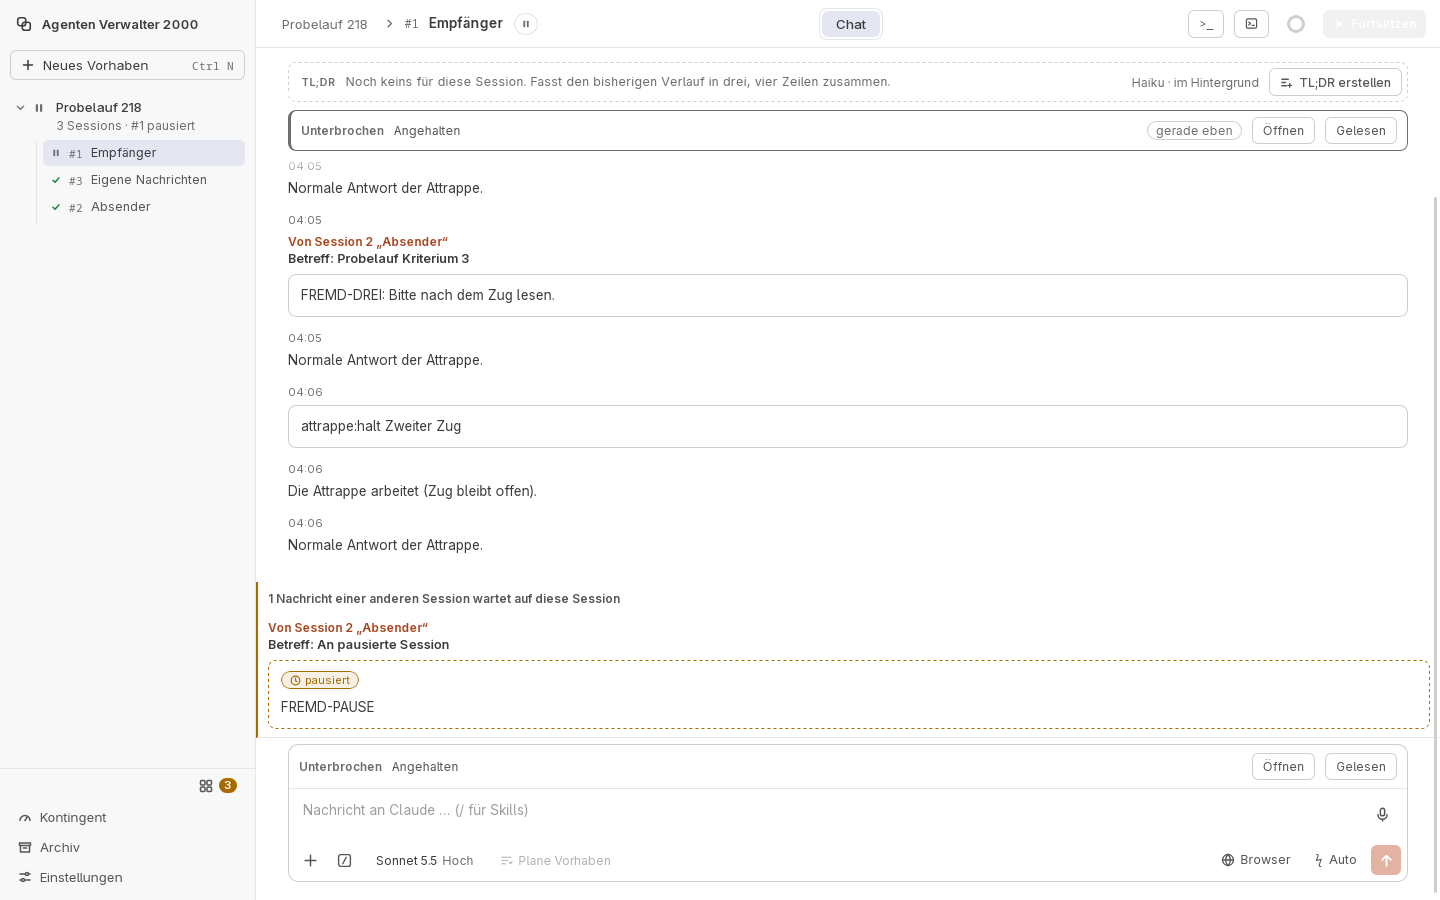 Agenten Verwalter 2000
Neues Vorhaben Ctrl N
Probelauf 218
3 Sessions · #1 pausiert
#1 Empfänger
#3 Eigene Nachrichten
#2 Absender
3
Kontingent
Archiv
Einstellungen
Probelauf 218 > #1 Empfänger
Chat
>_
Fortsetzen
TL;DR Noch keins für diese Session. Fasst den bisherigen Verlauf in drei, vier Zeilen zusammen. Haiku · im Hintergrund TL;DR erstellen
Unterbrochen Angehalten gerade eben Öffnen Gelesen
04:05
Normale Antwort der Attrappe.
04:05
Von Session 2 „Absender“
Betreff: Probelauf Kriterium 3
FREMD-DREI: Bitte nach dem Zug lesen.
04:05
Normale Antwort der Attrappe.
04:06
attrappe:halt Zweiter Zug
04:06
Die Attrappe arbeitet (Zug bleibt offen).
04:06
Normale Antwort der Attrappe.
1 Nachricht einer anderen Session wartet auf diese Session
Von Session 2 „Absender“
Betreff: An pausierte Session
pausiert
FREMD-PAUSE
Unterbrochen Angehalten Öffnen Gelesen
Nachricht an Claude … (/ für Skills)
Sonnet 5.5 Hoch Plane Vorhaben Browser Auto